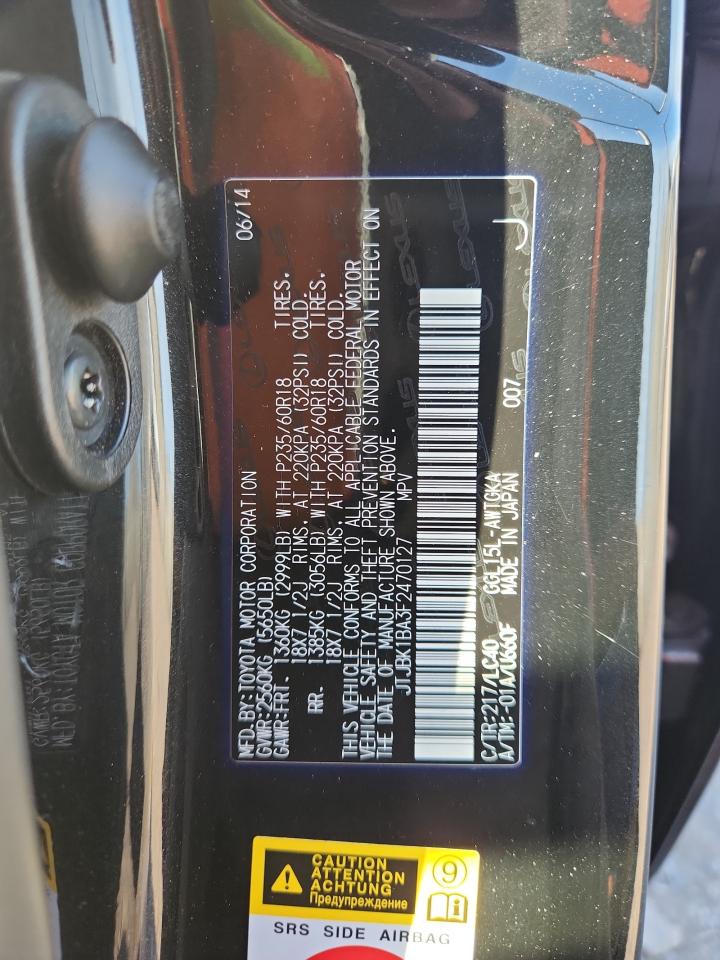 MFD. BY: TOYOTA MOTOR CORPORATION 06/14
GVWR: 2560KG (5650LB)
GAWR: FRT. 1360KG (2999LB) WITH P235/60R18 TIRES.
18X7 1/2J RIMS, AT 220KPA (32PSI) COLD.
RR. 1385KG (3056LB) WITH P235/60R18 TIRES.
18X7 1/2J RIMS, AT 220KPA (32PSI) COLD.
THIS VEHICLE CONFORMS TO ALL APPLICABLE FEDERAL MOTOR
VEHICLE SAFETY AND THEFT PREVENTION STANDARDS IN EFFECT ON
THE DATE OF MANUFACTURE SHOWN ABOVE.
JTJBK1BA3F2470127 MPV
C/TR: 217/LC40 GGL15L-AWTGKA 007
A/TM: -01A/U660F MADE IN JAPAN
LEXUS
CAUTION
ATTENTION
ACHTUNG
Предупреждение
9
SRS SIDE AIRBAG